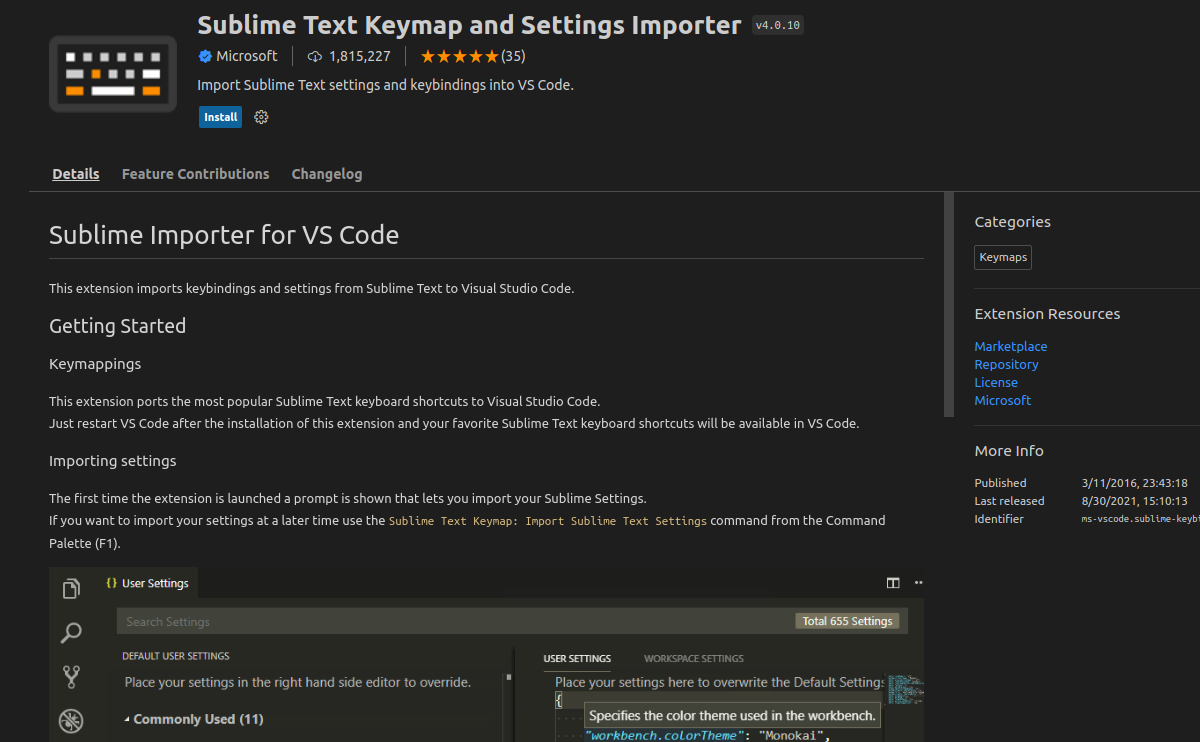 Sublime Text Keymap and Settings Importer v4.0.10
Microsoft 1,815,227 (35)
Import Sublime Text settings and keybindings into VS Code.
Install
Details Feature Contributions Changelog
Sublime Importer for VS Code
This extension imports keybindings and settings from Sublime Text to Visual Studio Code.
Getting Started
Keymappings
This extension ports the most popular Sublime Text keyboard shortcuts to Visual Studio Code.
Just restart VS Code after the installation of this extension and your favorite Sublime Text keyboard shortcuts will be available in VS Code.
Importing settings
The first time the extension is launched a prompt is shown that lets you import your Sublime Settings.
If you want to import your settings at a later time use the Sublime Text Keymap: Import Sublime Text Settings command from the Command
Palette (F1).
{} User Settings
Search Settings Total 655 Settings
DEFAULT USER SETTINGS
Place your settings in the right hand side editor to override.
Commonly Used (11)
USER SETTINGS WORKSPACE SETTINGS
Place your settings here to overwrite the Default Settings
{
Specifies the color theme used in the workbench.
"workbench.colorTheme": "Monokai",
Categories
Keymaps
Extension Resources
Marketplace
Repository
License
Microsoft
More Info
Published 3/11/2016, 23:43:18
Last released 8/30/2021, 15:10:13
Identifier ms-vscode.sublime-keybi